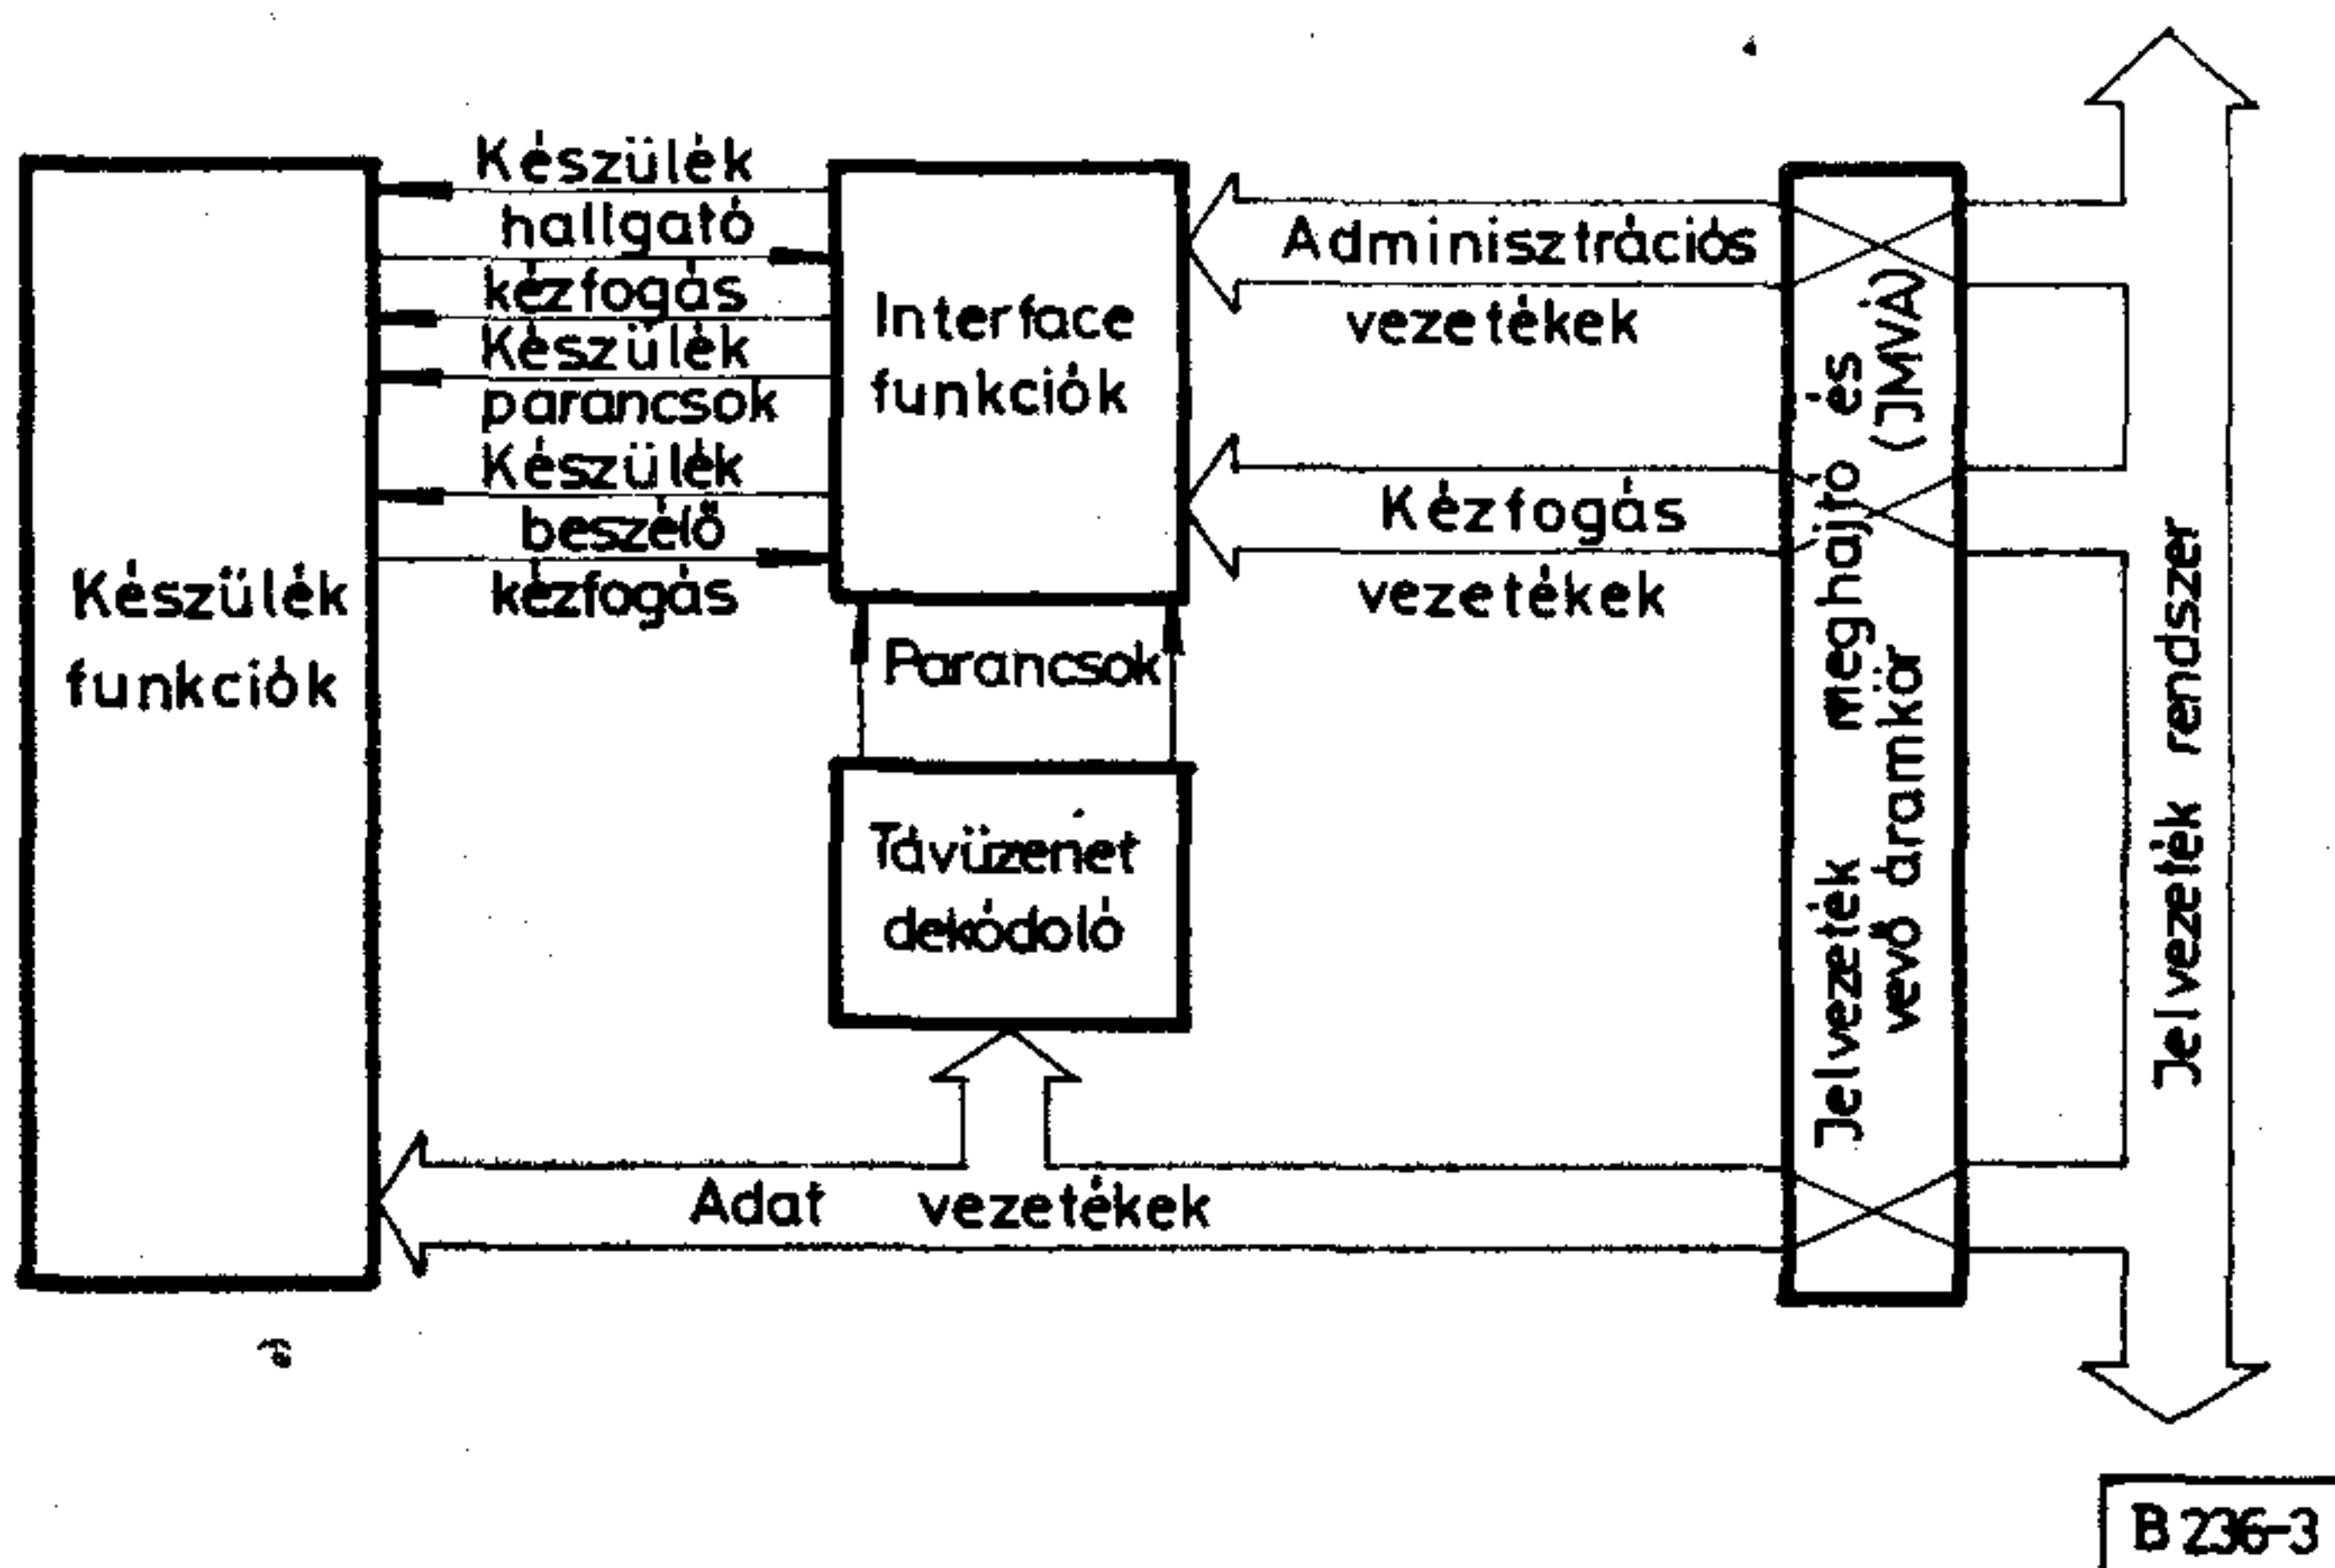 Készülék
hallgató
kézfogás
Készülék
parancsok
Készülék
beszélő
kézfogás
Készülék
funkciók
Interface
funkciók
Parancsok
Távüzenet
dekódoló
Adminisztrációs
vezetékek
Kézfogás
vezetékek
Adat vezetékek
Jelvezeték meghajtó és
vevő áramkör (JMVÁ)
Jelvezeték rendszer
B 236-3